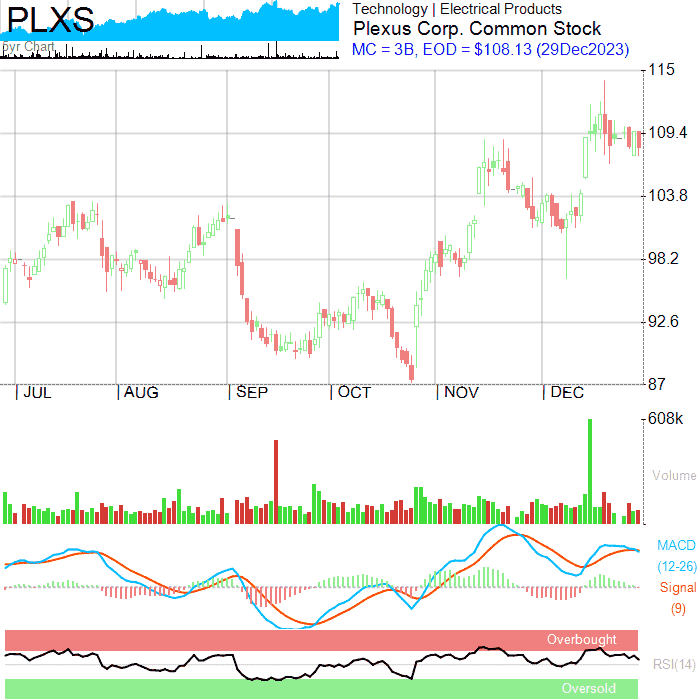 PLXS
5yr Chart
Technology | Electrical Products
Plexus Corp. Common Stock
MC = 3B, EOD = $108.13 (29Dec2023)
115
109.4
103.8
98.2
92.6
87
JUL AUG SEP OCT NOV DEC
608k
Volume
MACD
(12-26)
Signal
(9)
Overbought
RSI(14)
Oversold